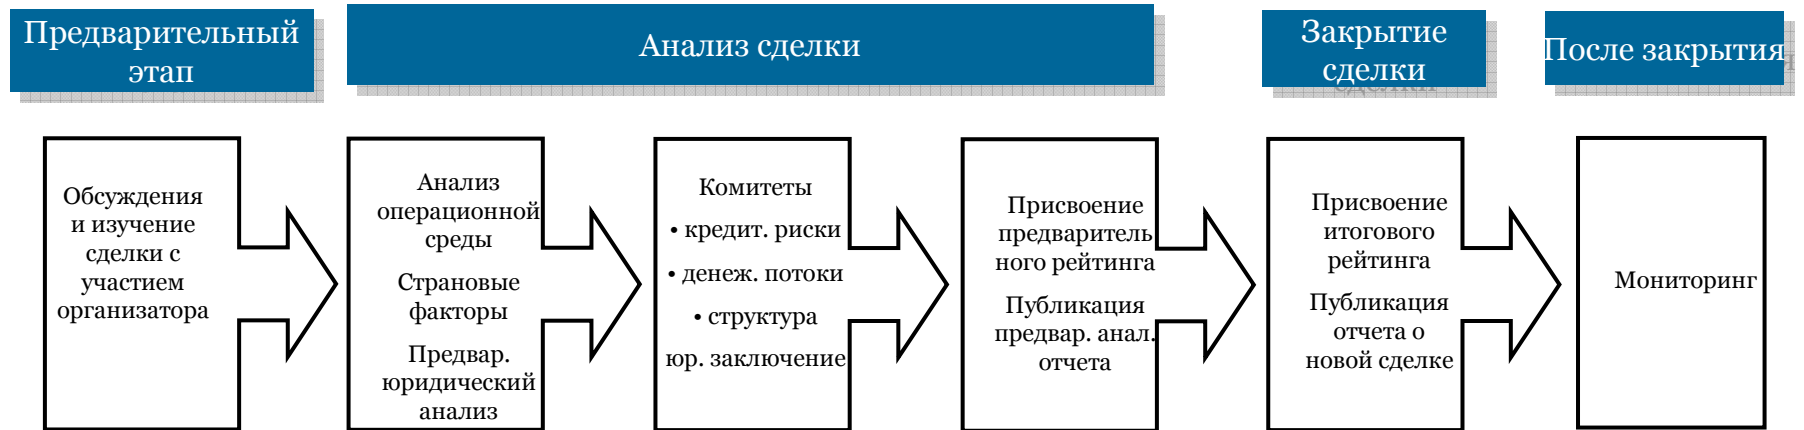 Предварительный
этап
Анализ сделки
Закрытие
сделки
После закрытия
Обсуждения
и изучение
сделки с
участием
организатора
Анализ
операционной
среды
Страновые
факторы
Предвар.
юридический
анализ
Комитеты
• кредит. риски
• денеж. потоки
• структура
юр. заключение
Присвоение
предваритель
ного рейтинга
Публикация
предвар. анал.
отчета
Присвоение
итогового
рейтинга
Публикация
отчета о
новой сделке
Мониторинг